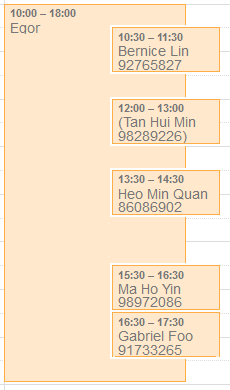 10:00 – 18:00
Egor
10:30 – 11:30
Bernice Lin
92765827
12:00 – 13:00
(Tan Hui Min
98289226)
13:30 – 14:30
Heo Min Quan
86086902
15:30 – 16:30
Ma Ho Yin
98972086
16:30 – 17:30
Gabriel Foo
91733265